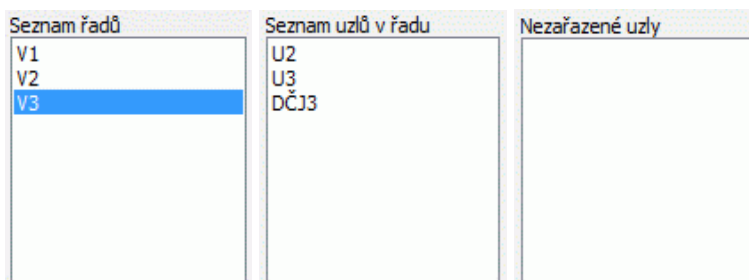 Seznam řadů
V1
V2
V3
Seznam uzlů v řadu
U2
U3
DČJ3
Nezařazené uzly